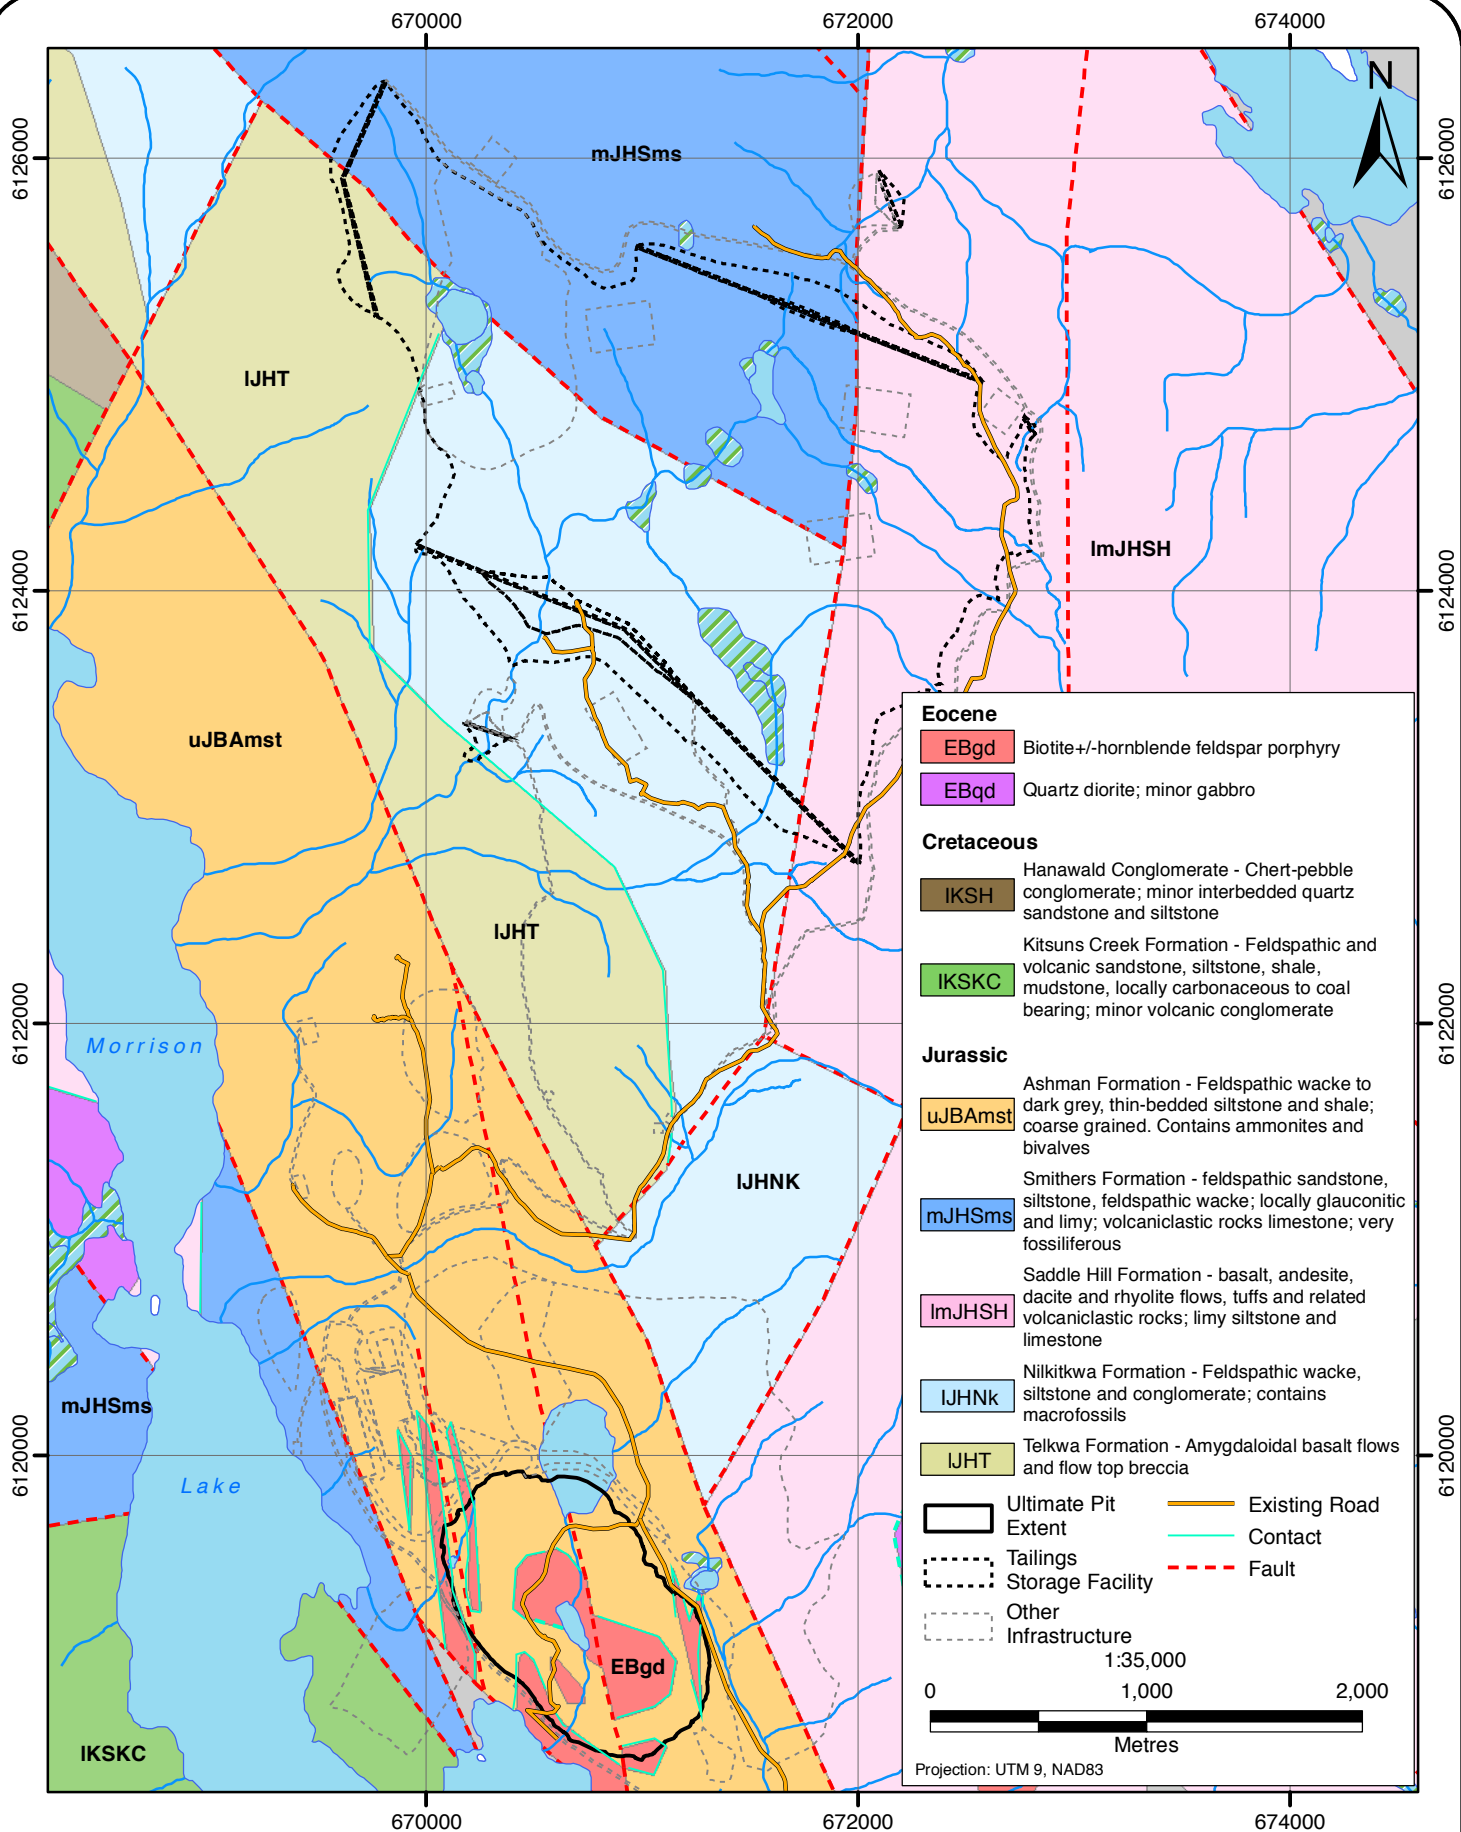 670000 672000 674000
N
6126000 6126000
mJHSms
lJHT
lmJHSH
6124000 6124000
uJBAmst
lJHT
6122000 6122000
Morrison
lJHNK
mJHSms
6120000 6120000
Lake
EBgd
lKSKC
Eocene
EBgd Biotite+/-hornblende feldspar porphyry
EBqd Quartz diorite; minor gabbro
Cretaceous
lKSH Hanawald Conglomerate - Chert-pebble
conglomerate; minor interbedded quartz
sandstone and siltstone
lKSKC Kitsuns Creek Formation - Feldspathic and
volcanic sandstone, siltstone, shale,
mudstone, locally carbonaceous to coal
bearing; minor volcanic conglomerate
Jurassic
uJBAmst Ashman Formation - Feldspathic wacke to
dark grey, thin-bedded siltstone and shale;
coarse grained. Contains ammonites and
bivalves
mJHSms Smithers Formation - feldspathic sandstone,
siltstone, feldspathic wacke; locally glauconitic
and limy; volcaniclastic rocks limestone; very
fossiliferous
lmJHSH Saddle Hill Formation - basalt, andesite,
dacite and rhyolite flows, tuffs and related
volcaniclastic rocks; limy siltstone and
limestone
lJHNk Nilkitkwa Formation - Feldspathic wacke,
siltstone and conglomerate; contains
macrofossils
lJHT Telkwa Formation - Amygdaloidal basalt flows
and flow top breccia
Ultimate Pit
Extent
Tailings
Storage Facility
Other
Infrastructure
Existing Road
Contact
Fault
1:35,000
0 1,000 2,000
Metres
Projection: UTM 9, NAD83
670000 672000 674000